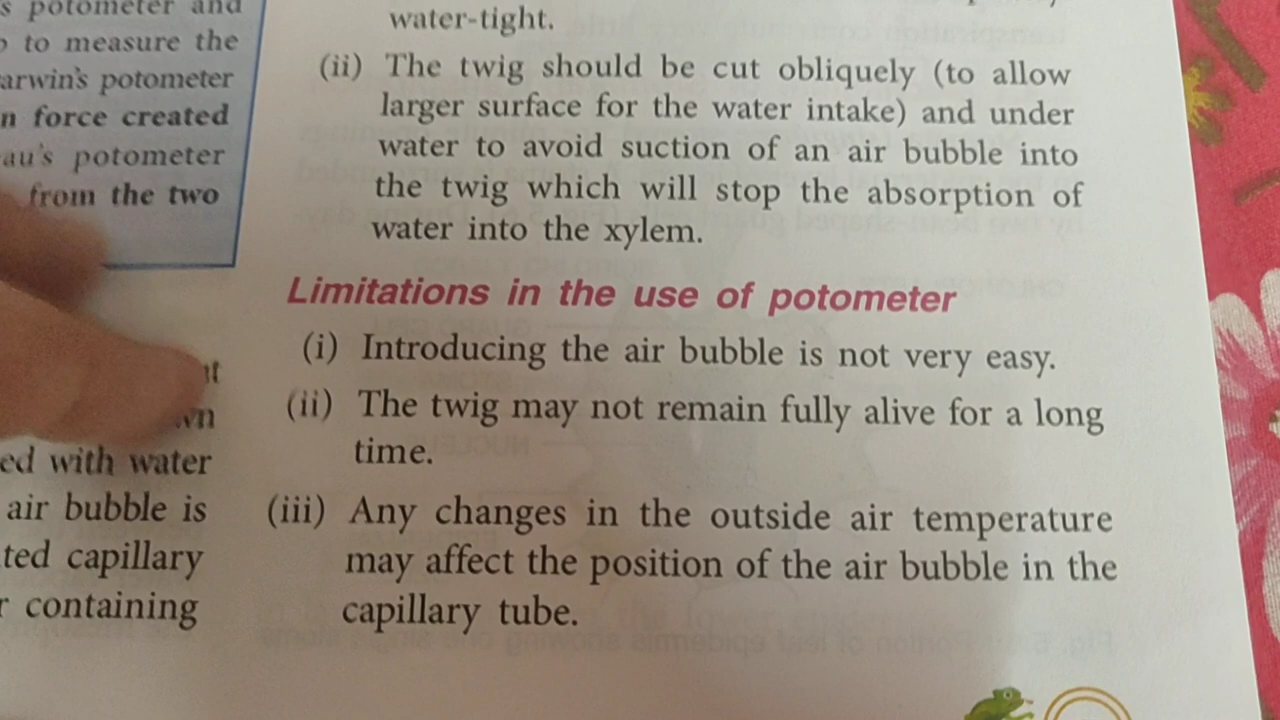 s potometer and
to measure the
arwin's potometer
n force created
au's potometer
from the two
ed with water
air bubble is
ted capillary
r containing
water-tight.
(ii) The twig should be cut obliquely (to allow
larger surface for the water intake) and under
water to avoid suction of an air bubble into
the twig which will stop the absorption of
water into the xylem.
Limitations in the use of potometer
(i) Introducing the air bubble is not very easy.
(ii) The twig may not remain fully alive for a long
time.
(iii) Any changes in the outside air temperature
may affect the position of the air bubble in the
capillary tube.